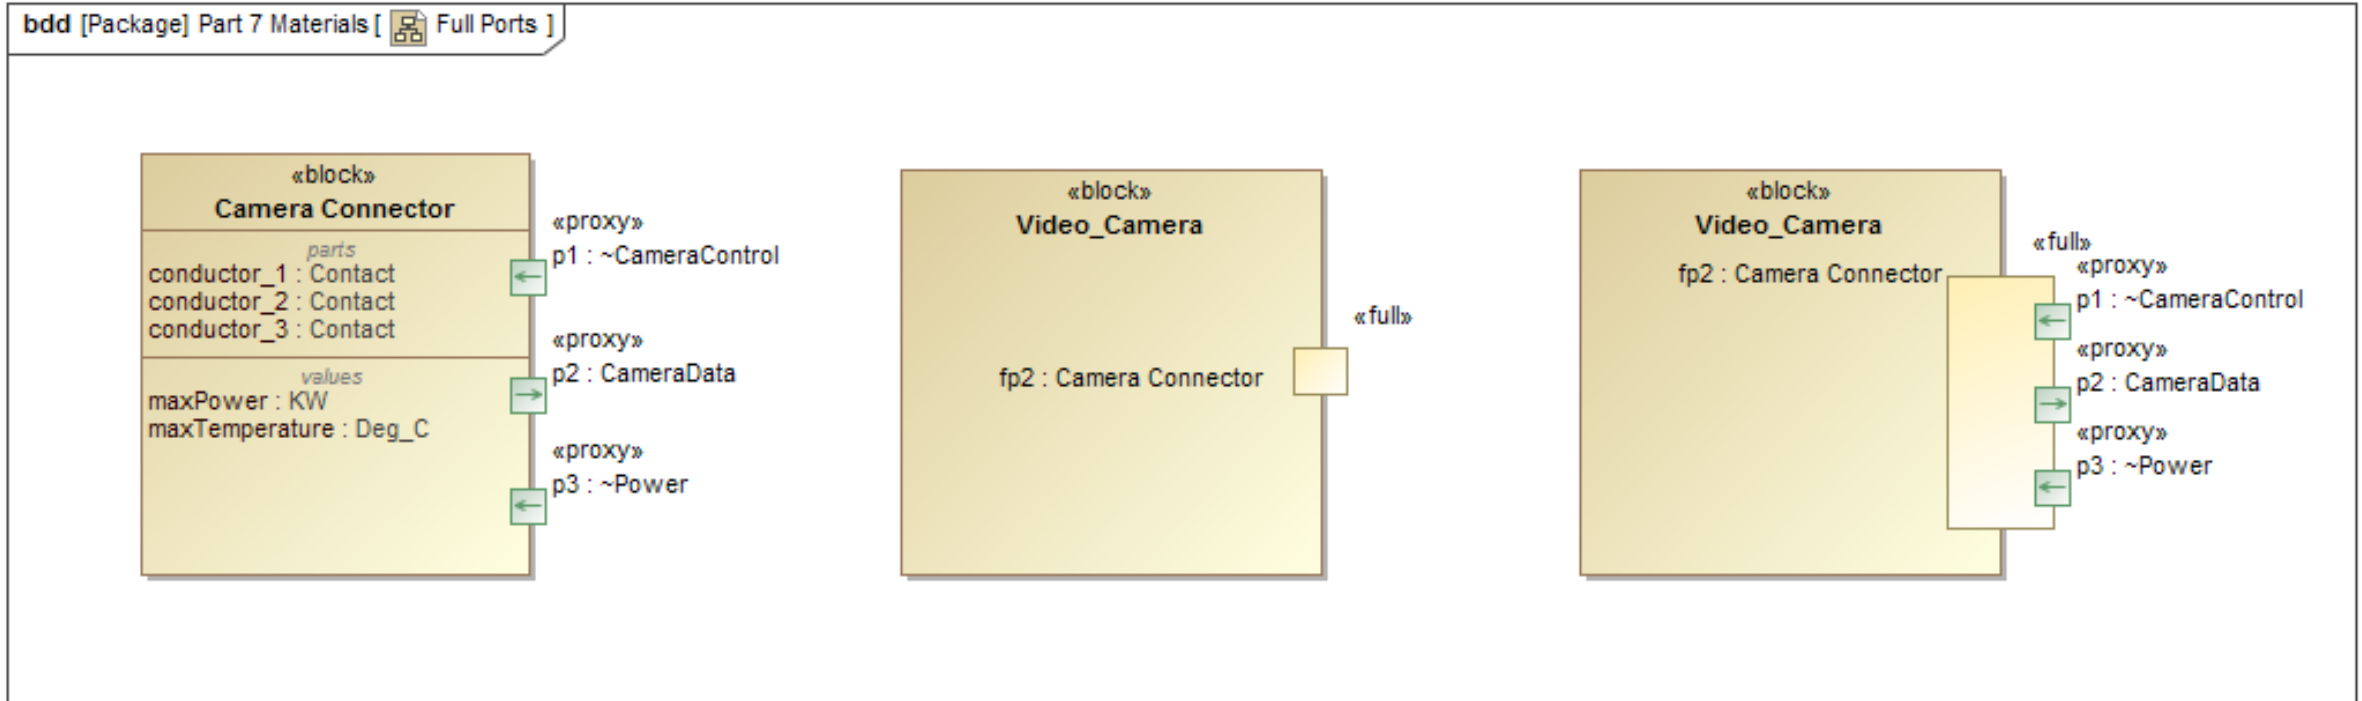 bdd [Package] Part 7 Materials [ Full Ports ]
«block»
Camera Connector
parts
conductor_1 : Contact
conductor_2 : Contact
conductor_3 : Contact
values
maxPower : KW
maxTemperature : Deg_C
«proxy»
p1 : ~CameraControl
«proxy»
p2 : CameraData
«proxy»
p3 : ~Power
«block»
Video_Camera
«full»
fp2 : Camera Connector
«block»
Video_Camera
«full»
fp2 : Camera Connector
«proxy»
p1 : ~CameraControl
«proxy»
p2 : CameraData
«proxy»
p3 : ~Power